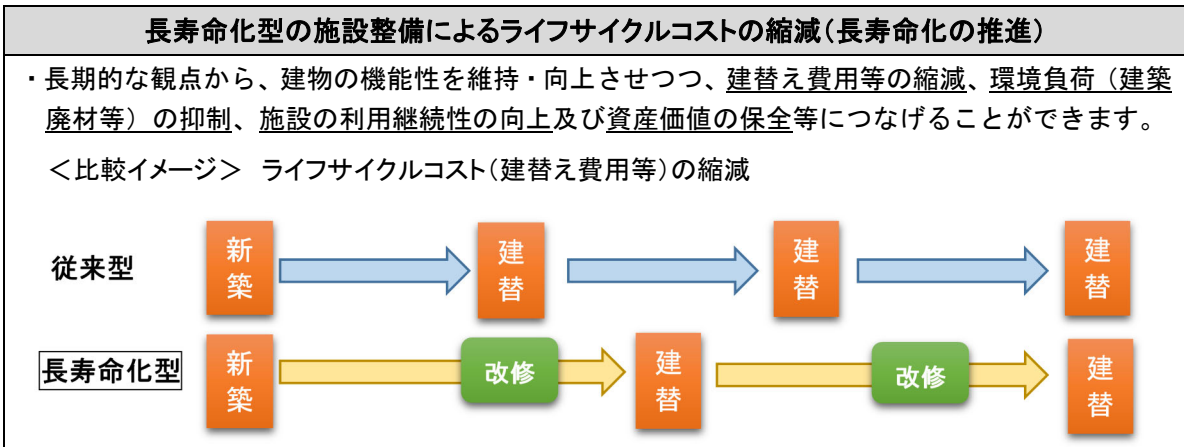 長寿命化型の施設整備によるライフサイクルコストの縮減(長寿命化の推進)
・長期的な観点から、建物の機能性を維持・向上させつつ、建替え費用等の縮減、環境負荷（建築
廃材等）の抑制、施設の利用継続性の向上及び資産価値の保全等につなげることができます。
＜比較イメージ＞ ライフサイクルコスト(建替え費用等)の縮減
従来型 新築 建替 建替 建替
長寿命化型 新築 改修 建替 改修 建替